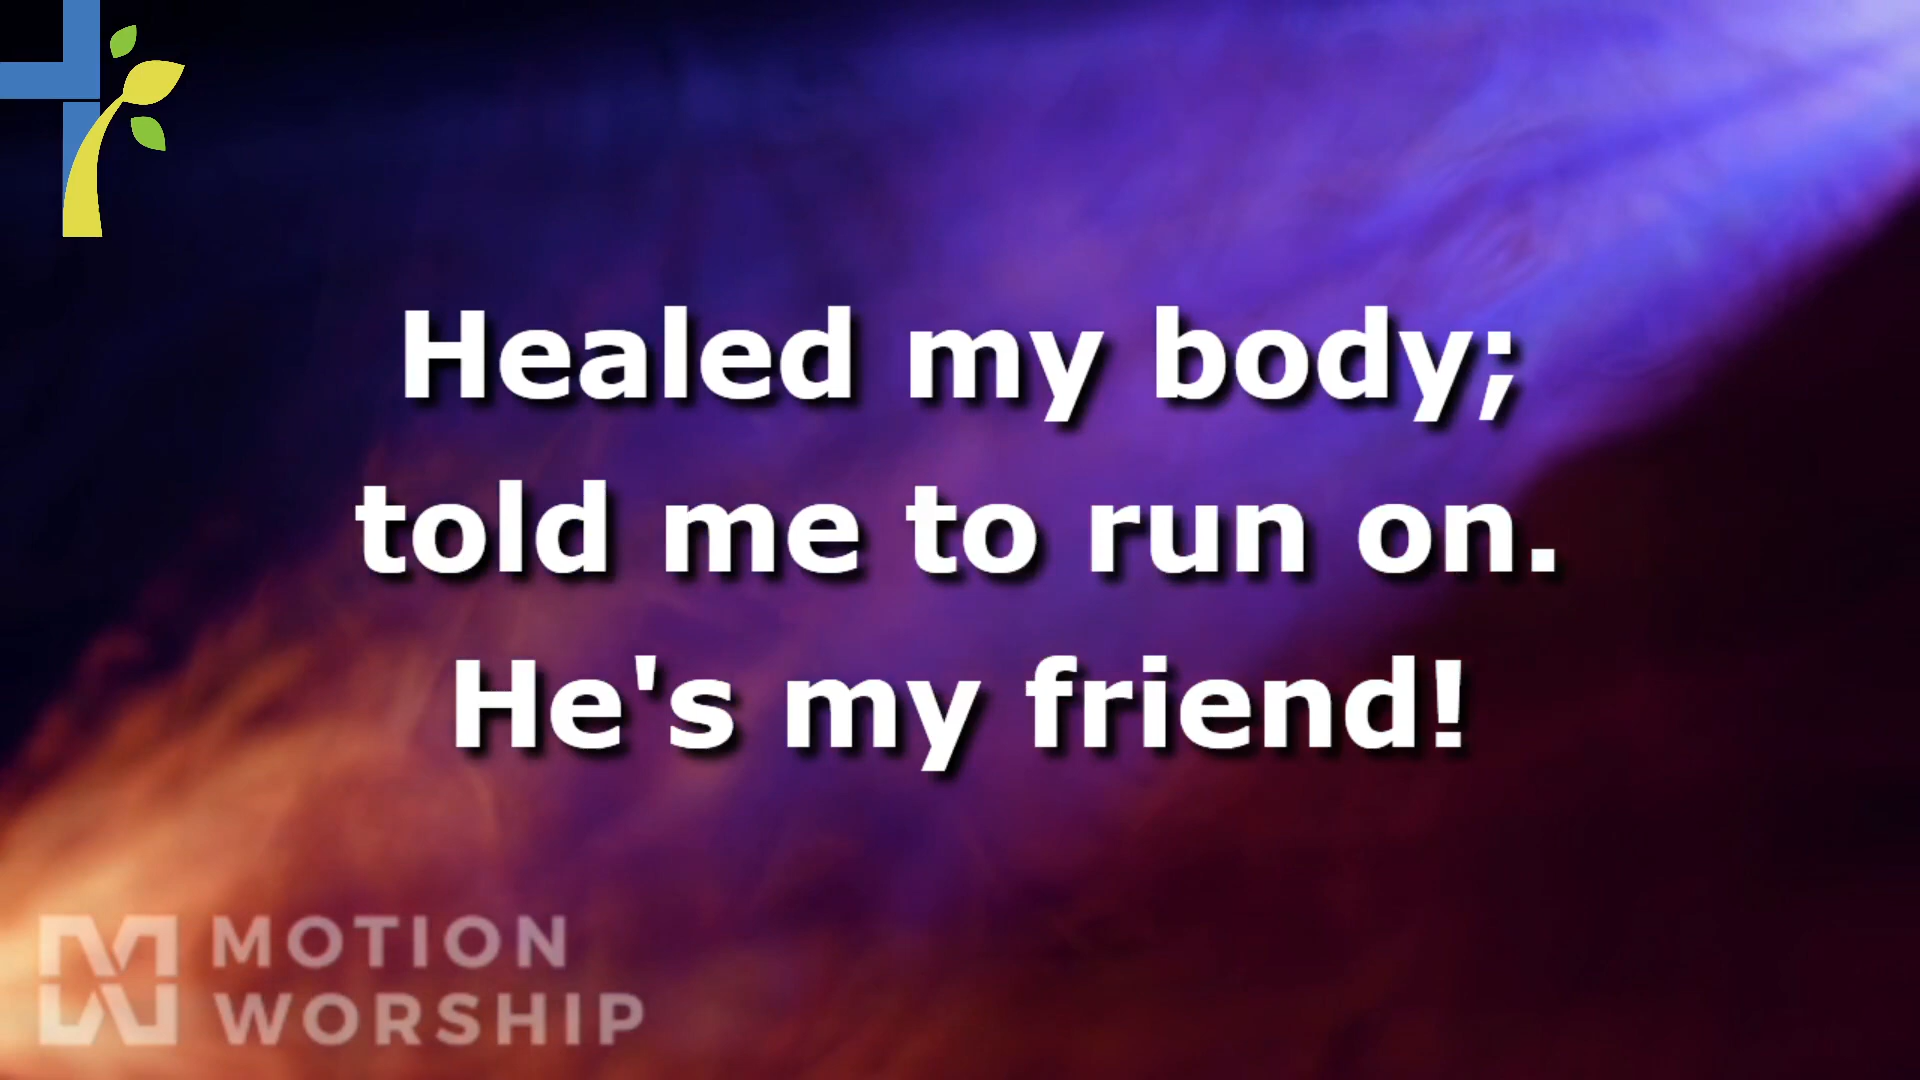 Healed my body;
told me to run on.
He's my friend!
MOTION
WORSHIP